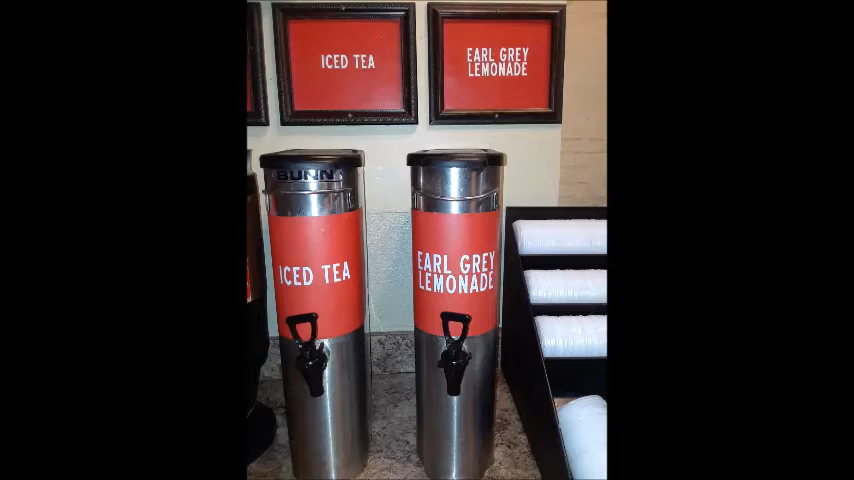 ICED TEA
EARL GREY
LEMONADE
BUNN
ICED TEA
EARL GREY
LEMONADE